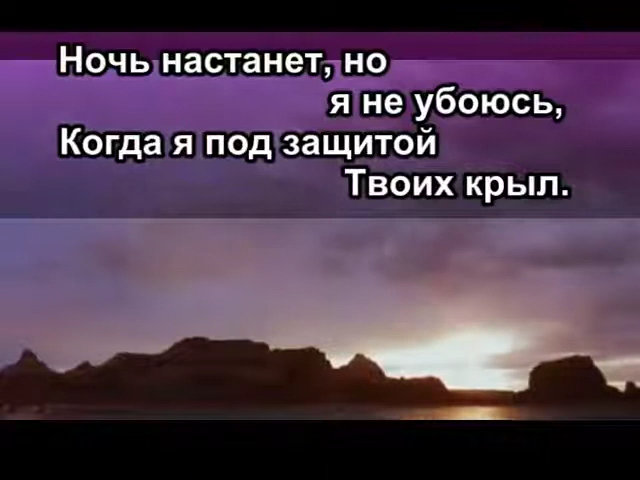 Ночь настанет, но
я не убоюсь,
Когда я под защитой
Твоих крыл.